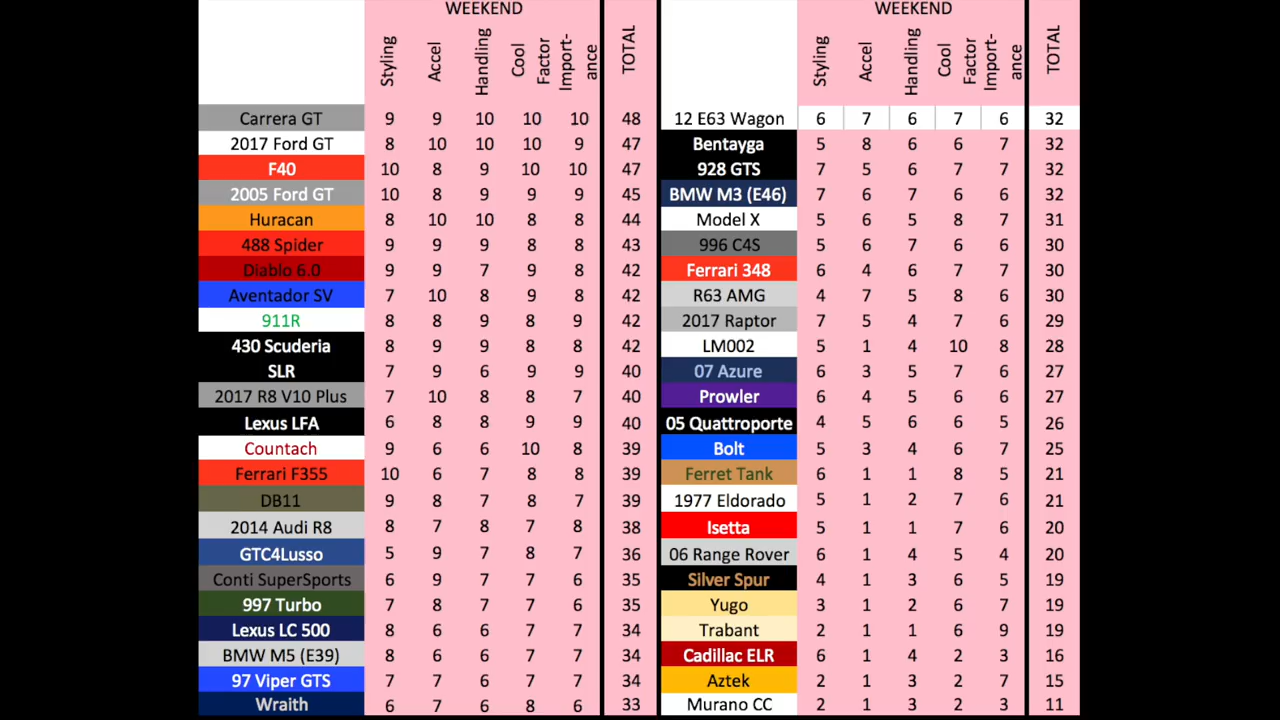 WEEKEND WEEKEND
Styling Accel Handling Cool Factor Import-ance TOTAL Styling Accel Handling Cool Factor Import-ance TOTAL
Carrera GT 9 9 10 10 10 48 12 E63 Wagon 6 7 6 7 6 32
2017 Ford GT 8 10 10 10 9 47 Bentayga 5 8 6 6 7 32
F40 10 8 9 10 10 47 928 GTS 7 5 6 7 7 32
2005 Ford GT 10 8 9 9 9 45 BMW M3 (E46) 7 6 7 6 6 32
Huracan 8 10 10 8 8 44 Model X 5 6 5 8 7 31
488 Spider 9 9 9 8 8 43 996 C4S 5 6 7 6 6 30
Diablo 6.0 9 9 7 9 8 42 Ferrari 348 6 4 6 7 7 30
Aventador SV 7 10 8 9 8 42 R63 AMG 4 7 5 8 6 30
911R 8 8 9 8 9 42 2017 Raptor 7 5 4 7 6 29
430 Scuderia 8 9 9 8 8 42 LM002 5 1 4 10 8 28
SLR 7 9 6 9 9 40 07 Azure 6 3 5 7 6 27
2017 R8 V10 Plus 7 10 8 8 7 40 Prowler 6 4 5 6 6 27
Lexus LFA 6 8 8 9 9 40 05 Quattroporte 4 5 6 6 5 26
Countach 9 6 6 10 8 39 Bolt 5 3 4 6 7 25
Ferrari F355 10 6 7 8 8 39 Ferret Tank 6 1 1 8 5 21
DB11 9 8 7 8 7 39 1977 Eldorado 5 1 2 7 6 21
2014 Audi R8 8 7 8 7 8 38 Isetta 5 1 1 7 6 20
GTC4Lusso 5 9 7 8 7 36 06 Range Rover 6 1 4 5 4 20
Conti SuperSports 6 9 7 7 6 35 Silver Spur 4 1 3 6 5 19
997 Turbo 7 8 7 7 6 35 Yugo 3 1 2 6 7 19
Lexus LC 500 8 6 6 7 7 34 Trabant 2 1 1 6 9 19
BMW M5 (E39) 8 6 6 7 7 34 Cadillac ELR 6 1 4 2 3 16
97 Viper GTS 7 7 6 7 7 34 Aztek 2 1 3 2 7 15
Wraith 6 7 6 8 6 33 Murano CC 2 1 3 2 3 11